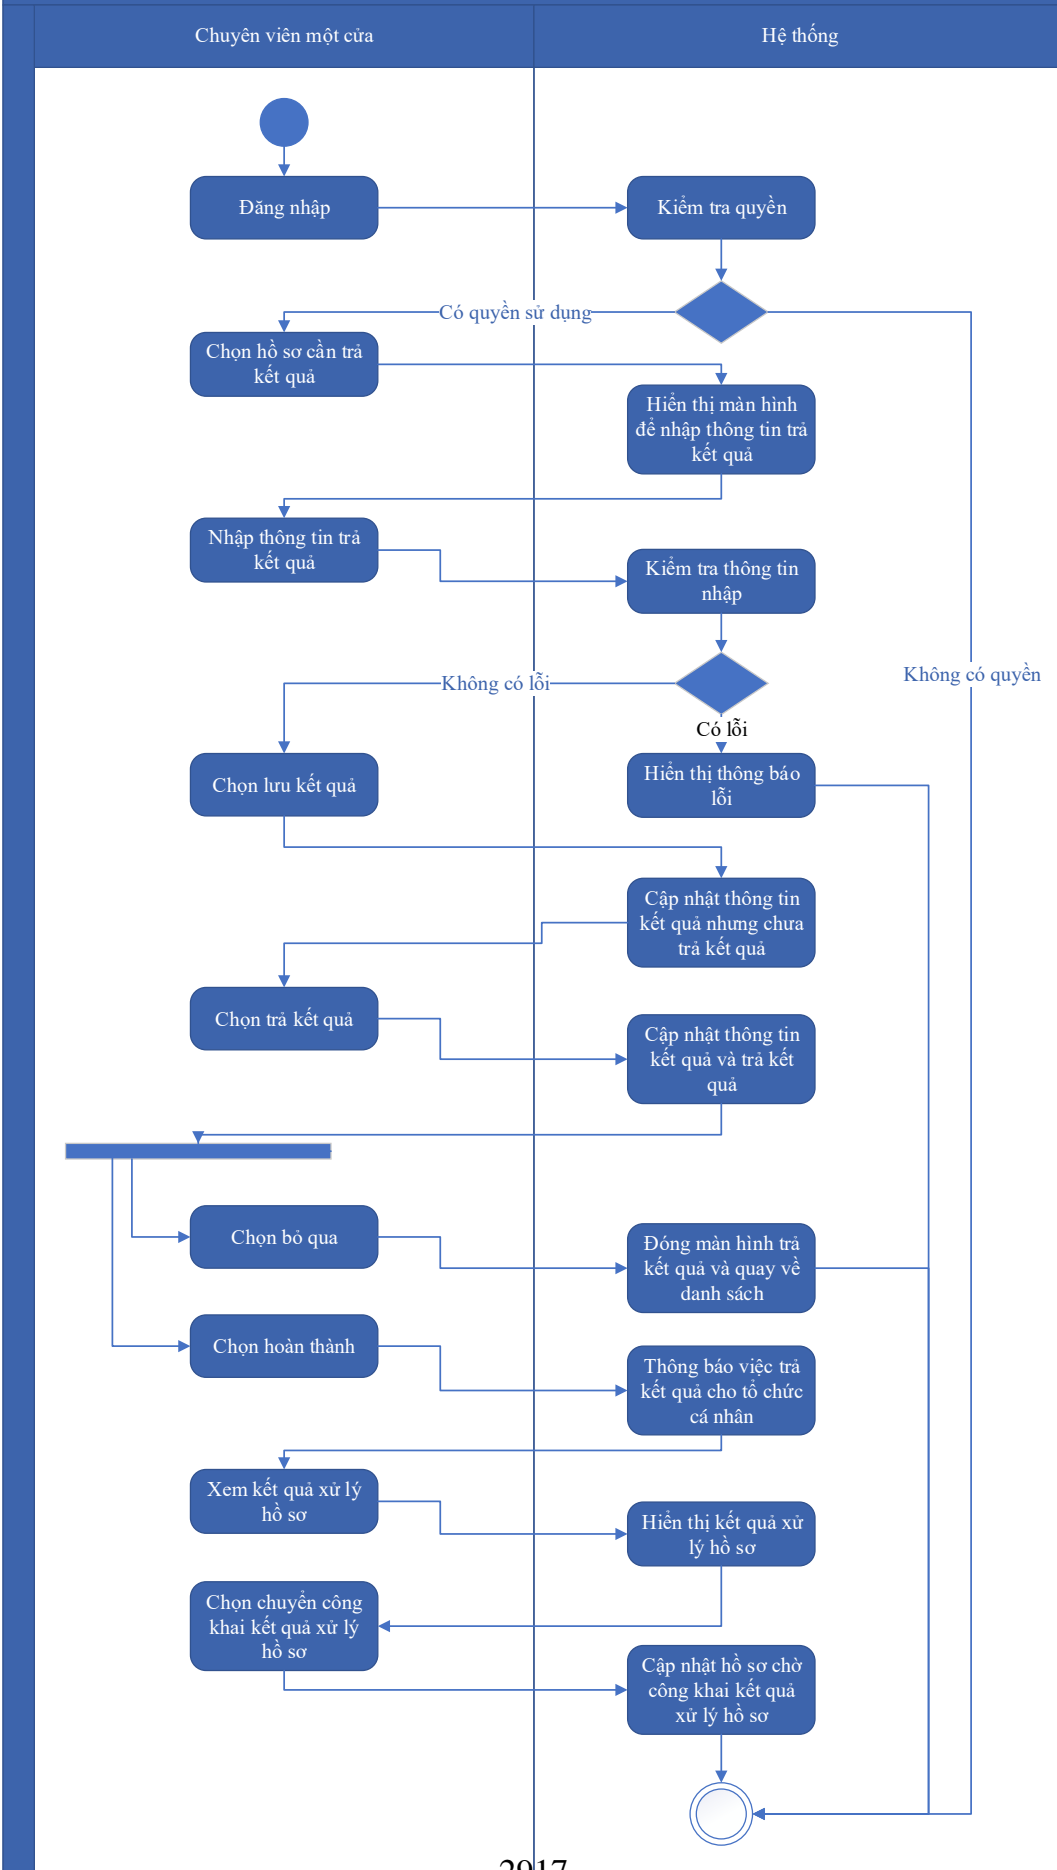 Chuyên viên một cửa
Hệ thống
Đăng nhập
Kiểm tra quyền
Có quyền sử dụng
Chọn hồ sơ cần trả
kết quả
Hiển thị màn hình
để nhập thông tin trả
kết quả
Nhập thông tin trả
kết quả
Kiểm tra thông tin
nhập
Không có quyền
Không có lỗi
Có lỗi
Chọn lưu kết quả
Hiển thị thông báo
lỗi
Cập nhật thông tin
kết quả nhưng chưa
trả kết quả
Chọn trả kết quả
Cập nhật thông tin
kết quả và trả kết
quả
Chọn bỏ qua
Đóng màn hình trả
kết quả và quay về
danh sách
Chọn hoàn thành
Thông báo việc trả
kết quả cho tổ chức
cá nhân
Xem kết quả xử lý
hồ sơ
Hiển thị kết quả xử
lý hồ sơ
Chọn chuyển công
khai kết quả xử lý
hồ sơ
Cập nhật hồ sơ chờ
công khai kết quả
xử lý hồ sơ
2917